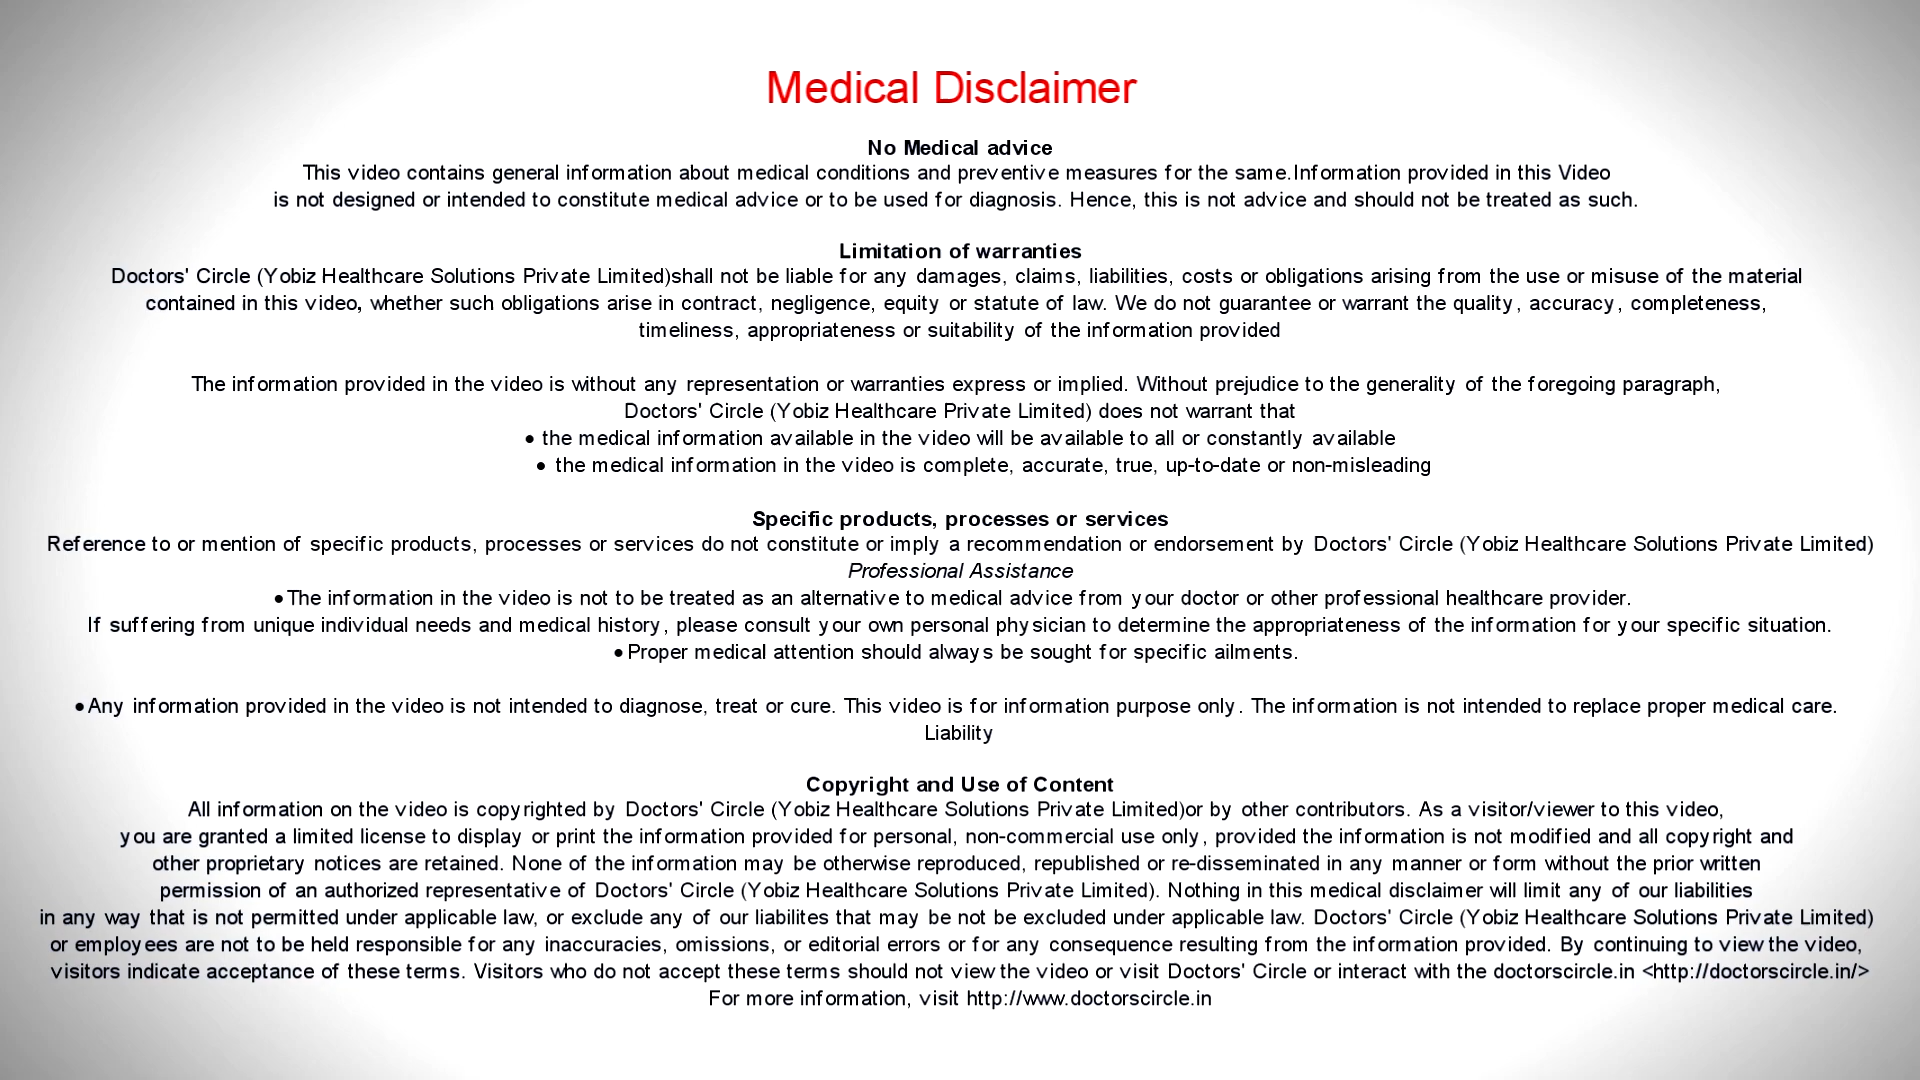 Medical Disclaimer
No Medical advice
This video contains general information about medical conditions and preventive measures for the same.Information provided in this Video
is not designed or intended to constitute medical advice or to be used for diagnosis. Hence, this is not advice and should not be treated as such.
Limitation of warranties
Doctors' Circle (Yobiz Healthcare Solutions Private Limited)shall not be liable for any damages, claims, liabilities, costs or obligations arising from the use or misuse of the material
contained in this video, whether such obligations arise in contract, negligence, equity or statute of law. We do not guarantee or warrant the quality, accuracy, completeness,
timeliness, appropriateness or suitability of the information provided
The information provided in the video is without any representation or warranties express or implied. Without prejudice to the generality of the foregoing paragraph,
Doctors' Circle (Yobiz Healthcare Private Limited) does not warrant that
• the medical information available in the video will be available to all or constantly available
• the medical information in the video is complete, accurate, true, up-to-date or non-misleading
Specific products, processes or services
Reference to or mention of specific products, processes or services do not constitute or imply a recommendation or endorsement by Doctors' Circle (Yobiz Healthcare Solutions Private Limited)
Professional Assistance
•The information in the video is not to be treated as an alternative to medical advice from your doctor or other professional healthcare provider.
If suffering from unique individual needs and medical history, please consult your own personal physician to determine the appropriateness of the information for your specific situation.
•Proper medical attention should always be sought for specific ailments.
•Any information provided in the video is not intended to diagnose, treat or cure. This video is for information purpose only. The information is not intended to replace proper medical care.
Liability
Copyright and Use of Content
All information on the video is copyrighted by Doctors' Circle (Yobiz Healthcare Solutions Private Limited)or by other contributors. As a visitor/viewer to this video,
you are granted a limited license to display or print the information provided for personal, non-commercial use only, provided the information is not modified and all copyright and
other proprietary notices are retained. None of the information may be otherwise reproduced, republished or re-disseminated in any manner or form without the prior written
permission of an authorized representative of Doctors' Circle (Yobiz Healthcare Solutions Private Limited). Nothing in this medical disclaimer will limit any of our liabilities
in any way that is not permitted under applicable law, or exclude any of our liabilites that may be not be excluded under applicable law. Doctors' Circle (Yobiz Healthcare Solutions Private Limited)
or employees are not to be held responsible for any inaccuracies, omissions, or editorial errors or for any consequence resulting from the information provided. By continuing to view the video,
visitors indicate acceptance of these terms. Visitors who do not accept these terms should not view the video or visit Doctors' Circle or interact with the doctorscircle.in <http://doctorscircle.in/>
For more information, visit http://www.doctorscircle.in